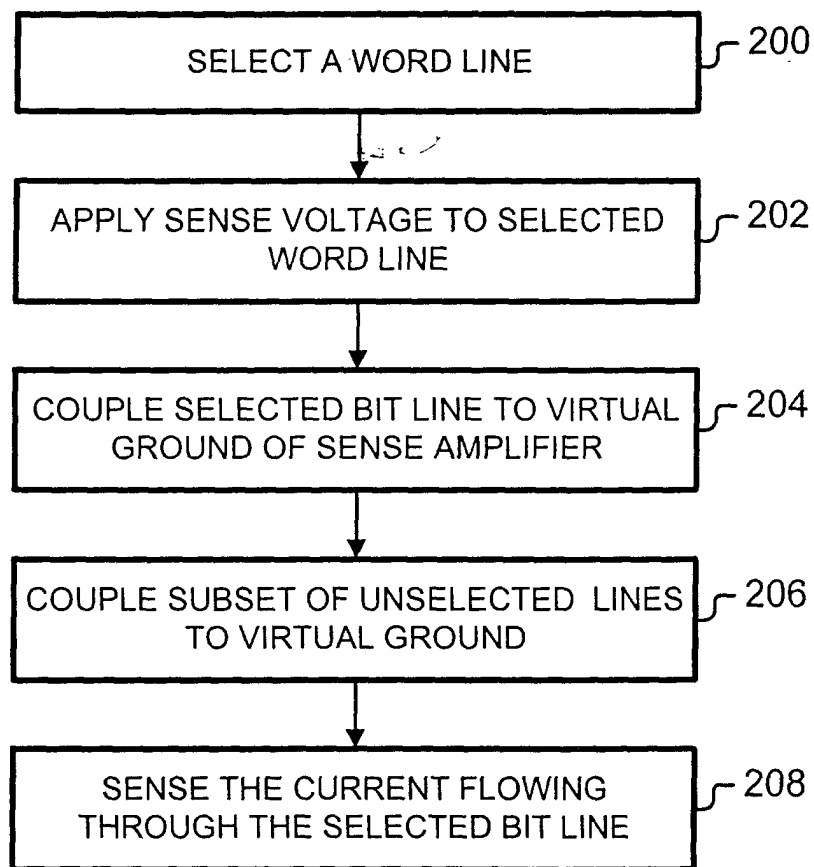 SELECT A WORD LINE
200
APPLY SENSE VOLTAGE TO SELECTED
WORD LINE
202
COUPLE SELECTED BIT LINE TO VIRTUAL
GROUND OF SENSE AMPLIFIER
204
COUPLE SUBSET OF UNSELECTED LINES
TO VIRTUAL GROUND
206
SENSE THE CURRENT FLOWING
THROUGH THE SELECTED BIT LINE
208